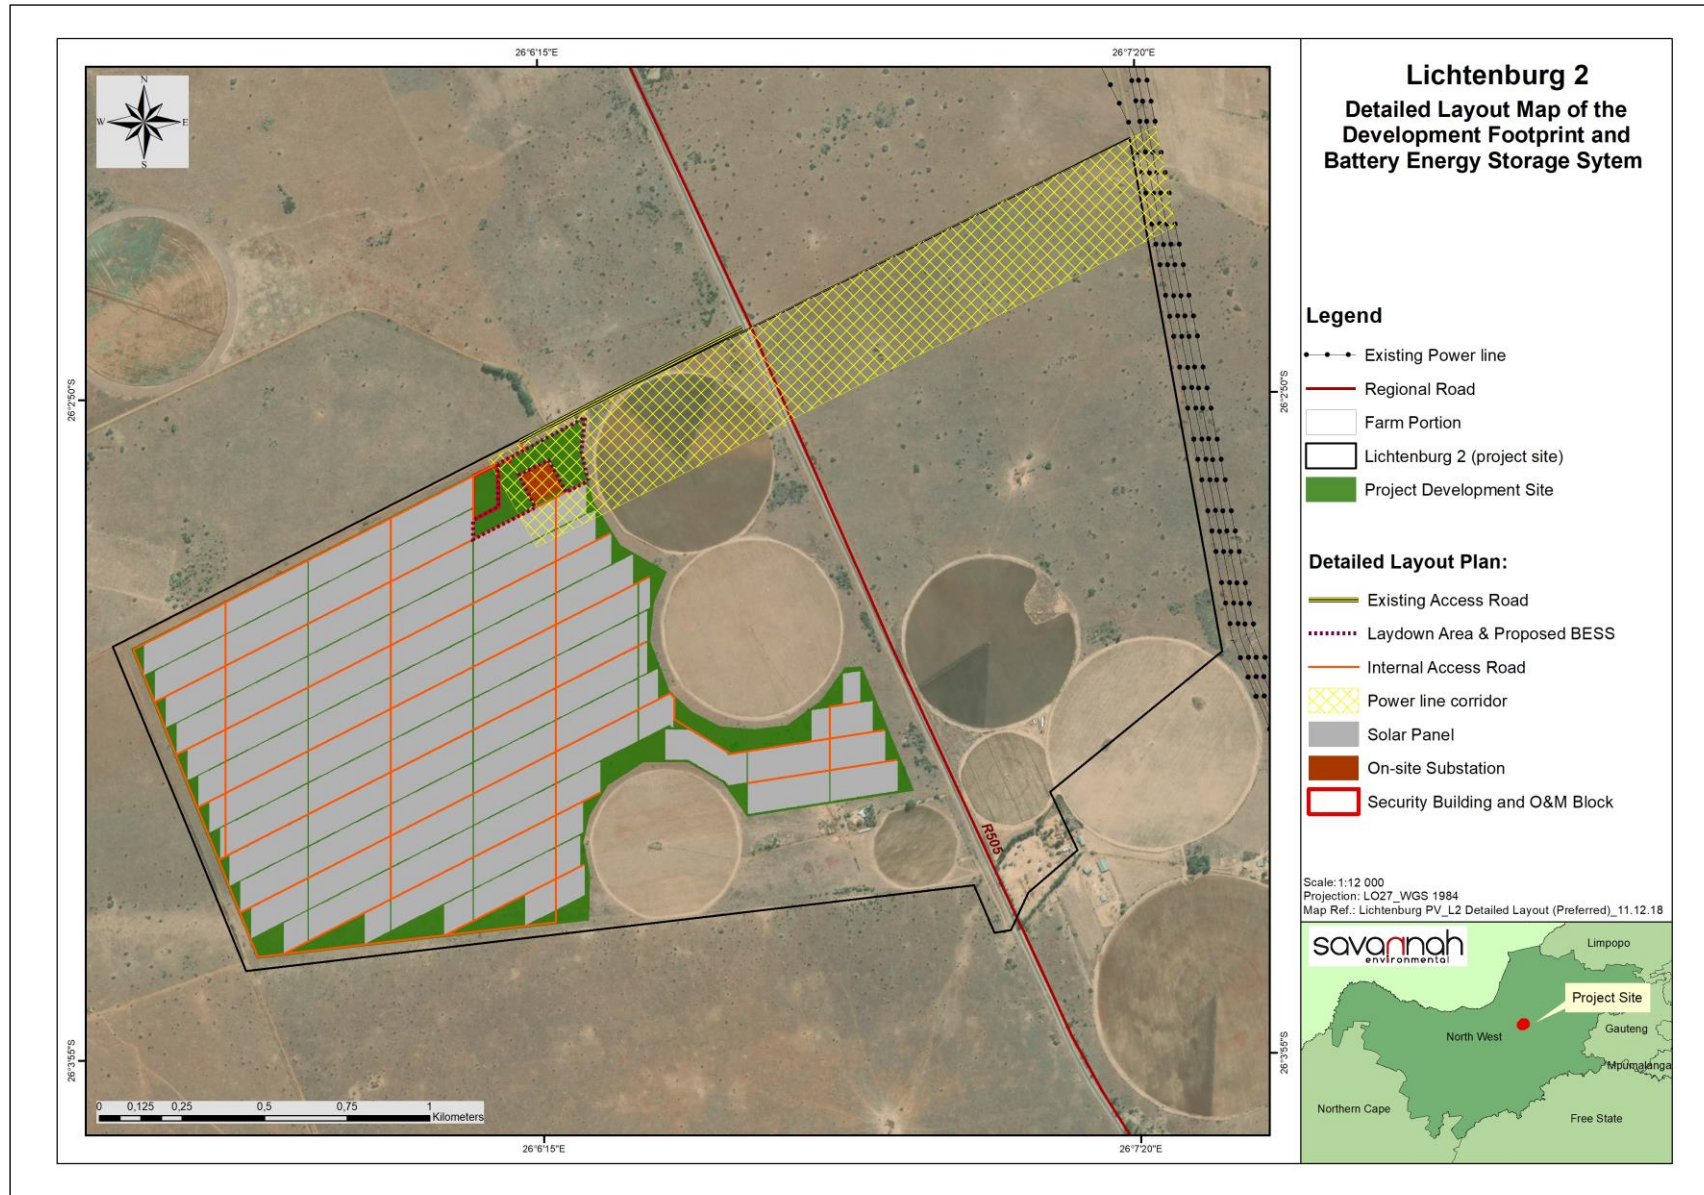 26°6'15"E
26°7'20"E
N
W
E
S
26°2'50"S
26°2'50"S
R505
26°3'55"S
26°3'55"S
0 0,125 0,25 0,5 0,75 1
Kilometers
26°6'15"E
26°7'20"E
Lichtenburg 2
Detailed Layout Map of the
Development Footprint and
Battery Energy Storage Sytem
Legend
Existing Power line
Regional Road
Farm Portion
Lichtenburg 2 (project site)
Project Development Site
Detailed Layout Plan:
Existing Access Road
Laydown Area & Proposed BESS
Internal Access Road
Power line corridor
Solar Panel
On-site Substation
Security Building and O&M Block
Scale:1:12 000
Projection: LO27_WGS 1984
Map Ref.: Lichtenburg PV_L2 Detailed Layout (Preferred)_11.12.18
savannah
environmental
Limpopo
Project Site
Gauteng
North West
Mpumalanga
Northern Cape
Free State